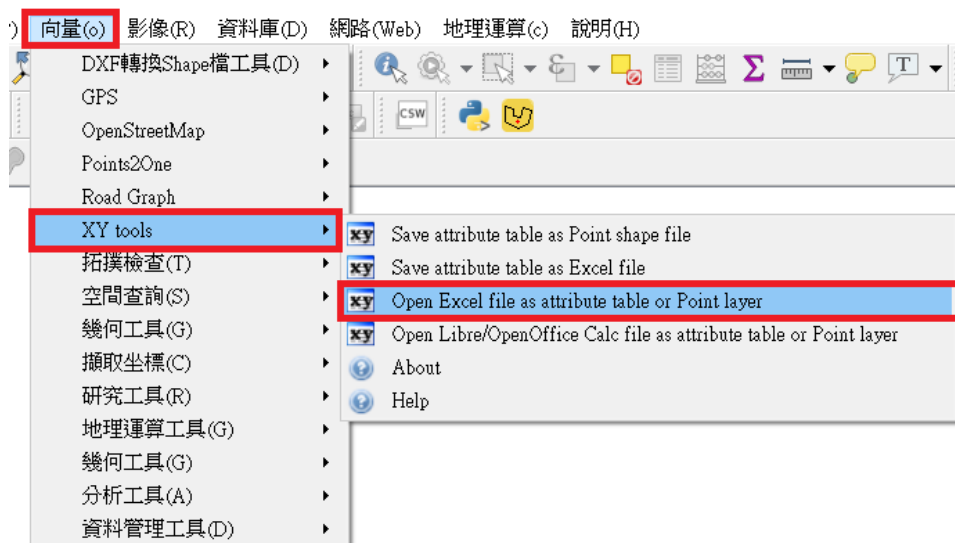 向量(o) 影像(R) 資料庫(D) 網路(Web) 地理運算(c) 說明(H)
DXF轉換Shape檔工具(D)
GPS
CSW
OpenStreetMap
Points2One
Road Graph
XY tools
xy Save attribute table as Point shape file
拓撲檢查(T)
xy Save attribute table as Excel file
空間查詢(S)
xy Open Excel file as attribute table or Point layer
幾何工具(G)
xy Open Libre/OpenOffice Calc file as attribute table or Point layer
擷取坐標(C)
About
研究工具(R)
Help
地理運算工具(G)
幾何工具(G)
分析工具(A)
資料管理工具(D)